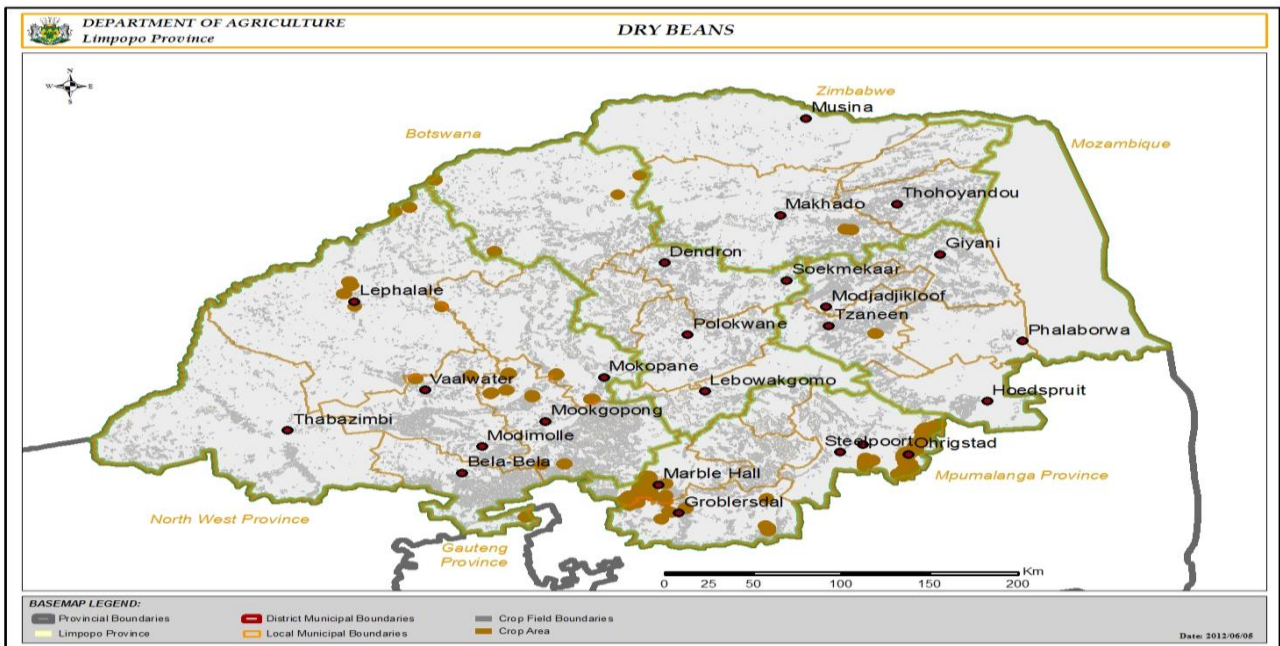 DEPARTMENT OF AGRICULTURE
Limpopo Province
DRY BEANS
N
W E
S
Zimbabwe
Musina
Botswana
Mozambique
Thohoyandou
Makhado
Giyani
Dendron
Soekmekaar
Lephalale
Modjadjikloof
Tzaneen
Polokwane
Phalaborwa
Mokopane
Vaalwater
Lebowakgomo
Hoedspruit
Mookgopong
Thabazimbi
Modimolle
Steelpoort
Ohrigstad
Bela-Bela
Marble Hall
Mpumalanga Province
Groblersdal
North West Province
Gauteng
Province
Km
0 25 50 100 150 200
BASEMAP LEGEND:
Provincial Boundaries
District Municipal Boundaries
Crop Field Boundaries
Limpopo Province
Local Municipal Boundaries
Crop Area
Date: 2012/06/05